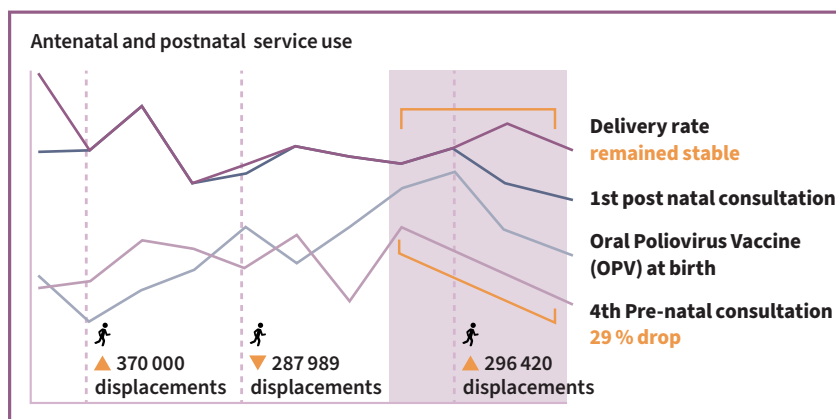 Antenatal and postnatal service use
Delivery rate
remained stable
1st post natal consultation
Oral Poliovirus Vaccine
(OPV) at birth
4th Pre-natal consultation
29 % drop
370 000
displacements
287 989
displacements
296 420
displacements